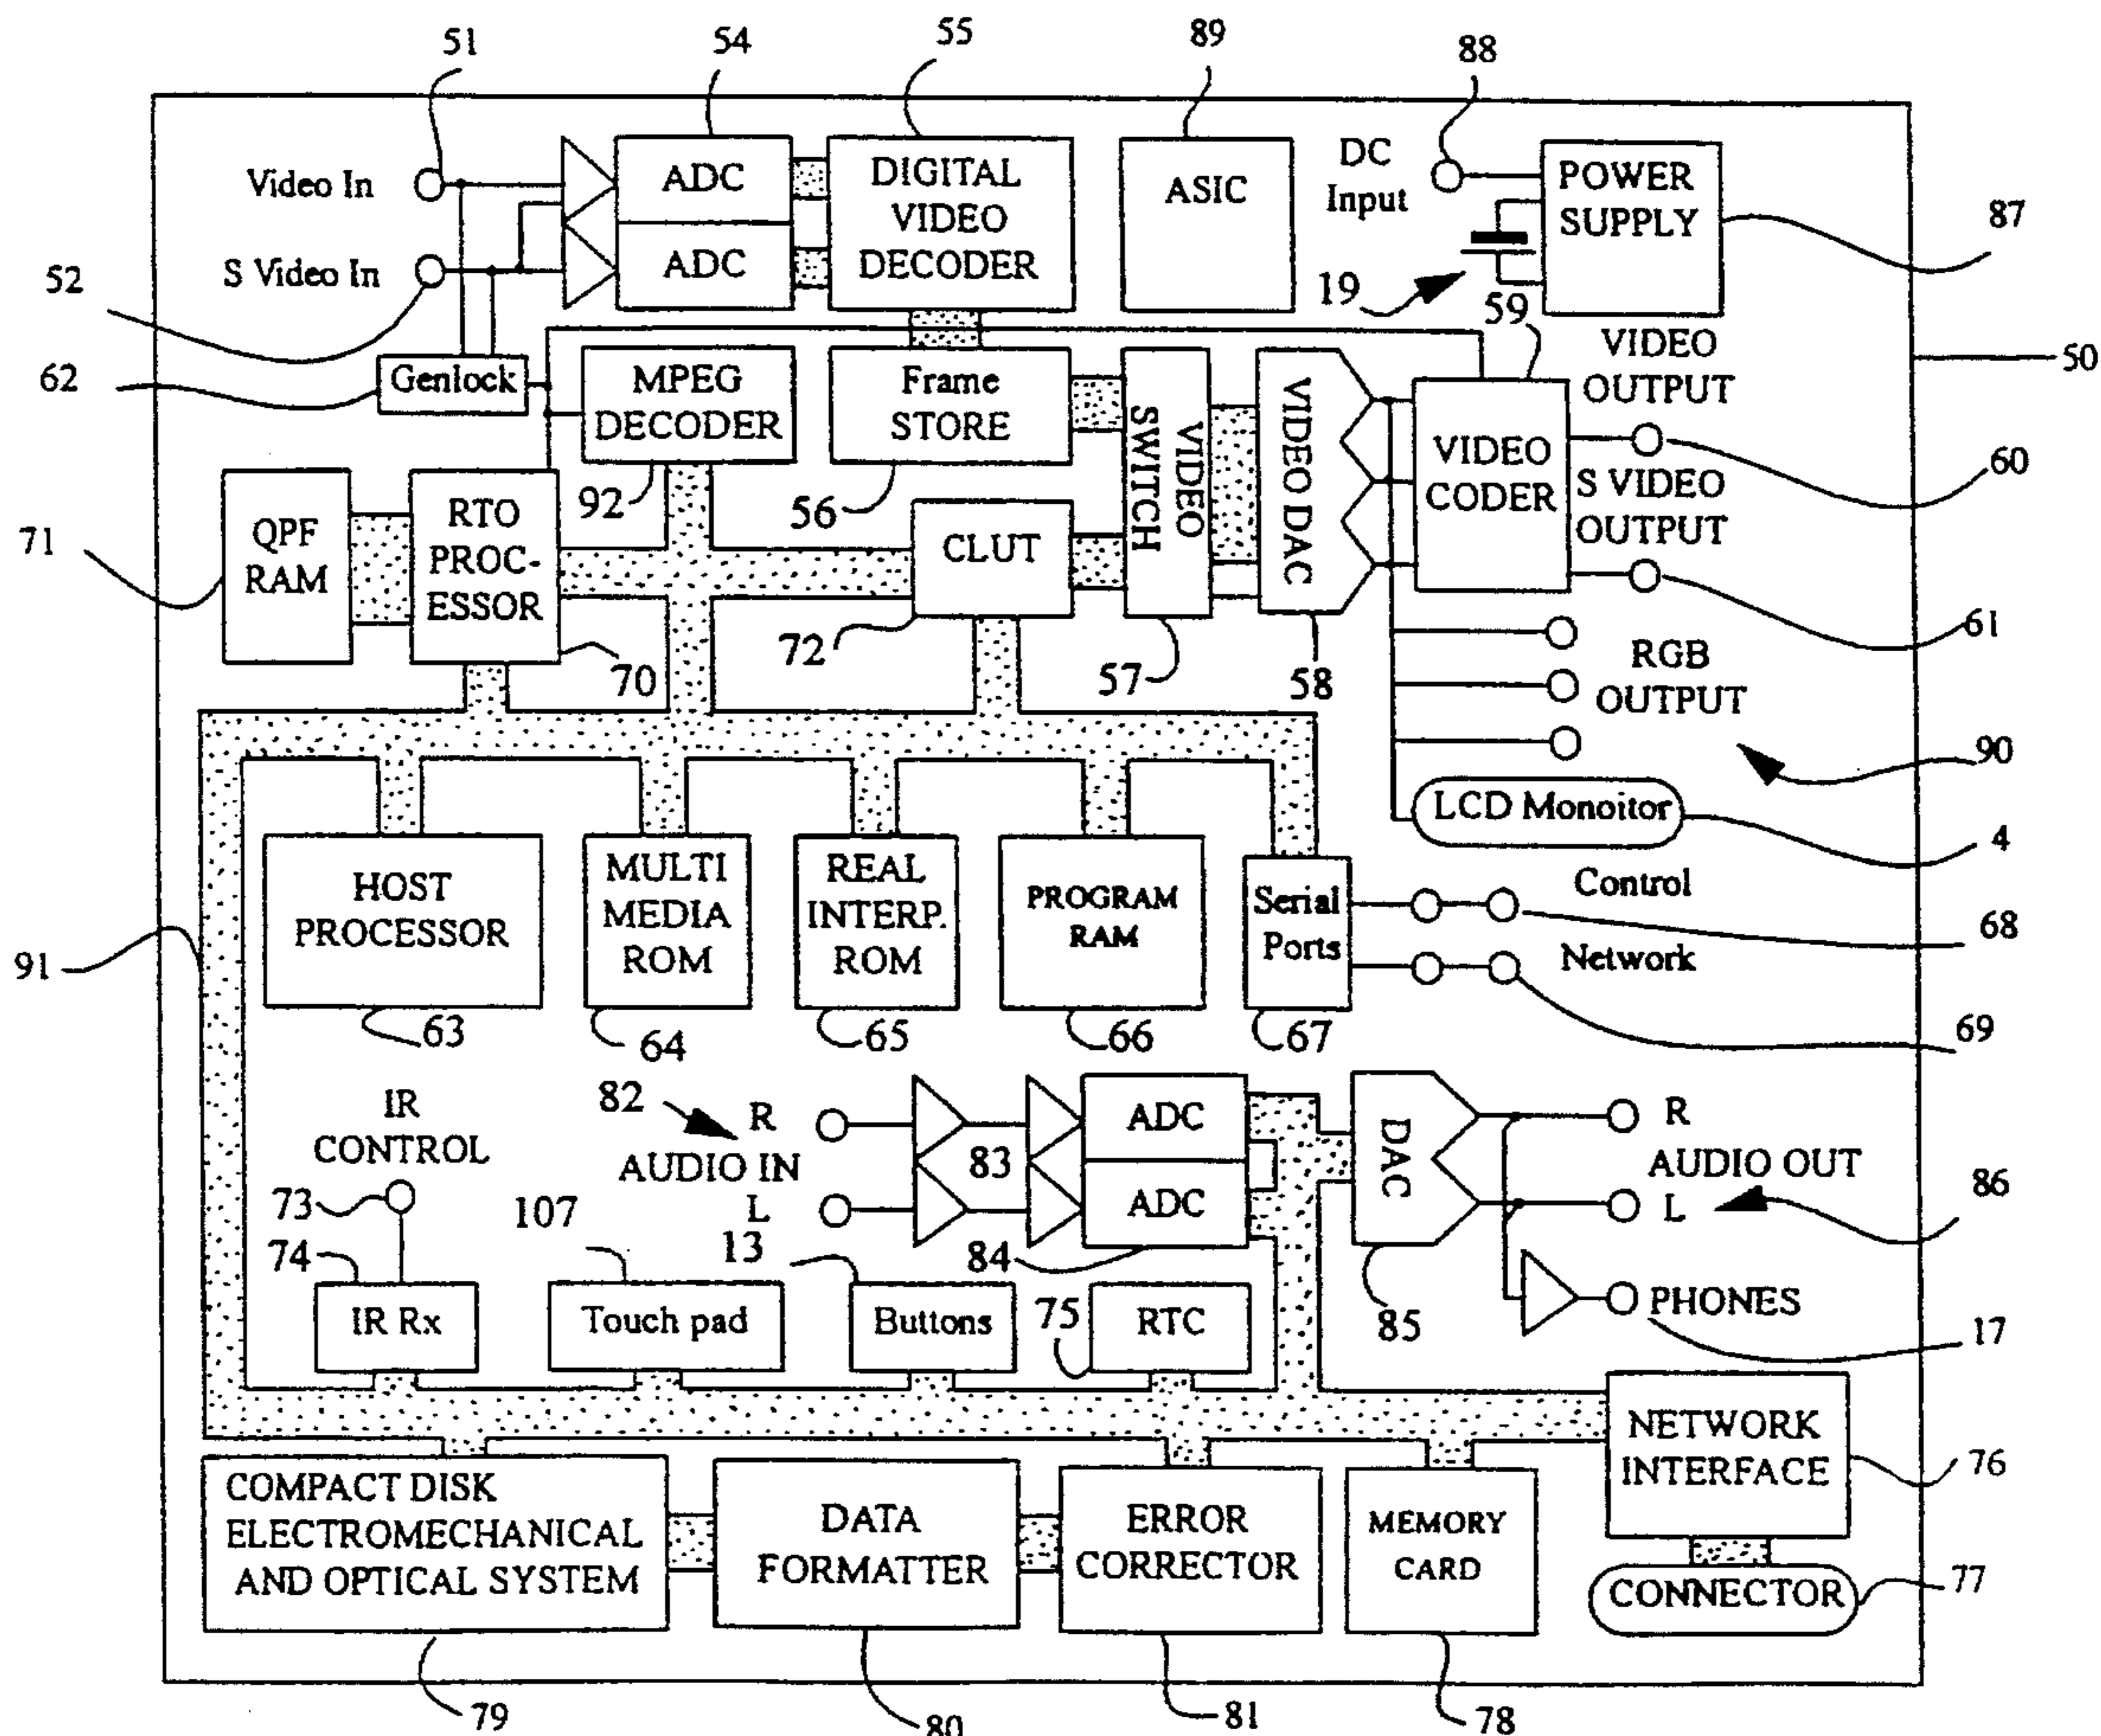 51
54
55
89
88
Video In
ADC
DIGITAL
VIDEO
DECODER
ASIC
DC
Input
POWER
SUPPLY
87
S Video In
ADC
52
19
59
VIDEO
OUTPUT
50
62
Genlock
MPEG
DECODER
Frame
STORE
VIDEO
SWITCH
VIDEO DAC
VIDEO
CODER
60
92
56
S VIDEO
OUTPUT
71
QPF
RAM
RTO
PROC-
ESSOR
CLUT
61
70
72
57
58
RGB
OUTPUT
90
LCD Monoitor
4
HOST
PROCESSOR
MULTI
MEDIA
ROM
REAL
INTERP.
ROM
PROGRAM
RAM
Serial
Ports
Control
68
Network
91
63
64
65
66
67
69
IR
CONTROL
82
R
AUDIO IN
L
83
ADC
ADC
DAC
R
AUDIO OUT
L
86
73
107
13
84
74
75
85
IR Rx
Touch pad
Buttons
RTC
PHONES
17
NETWORK
INTERFACE
76
COMPACT DISK
ELECTROMECHANICAL
AND OPTICAL SYSTEM
DATA
FORMATTER
ERROR
CORRECTOR
MEMORY
CARD
CONNECTOR
77
79
80
81
78